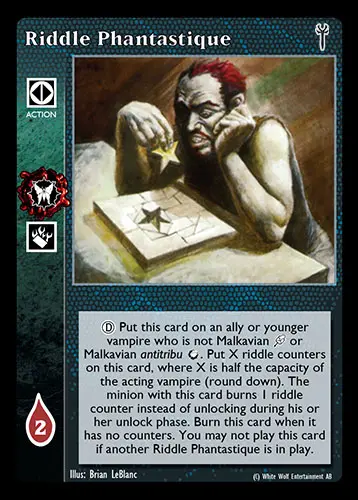 Riddle Phantastique
ACTION
Ⓓ Put this card on an ally or younger
vampire who is not Malkavian or
Malkavian antitribu . Put X riddle counters
on this card, where X is half the capacity of
the acting vampire (round down). The
minion with this card burns 1 riddle
counter instead of unlocking during his or
her unlock phase. Burn this card when it
has no counters. You may not play this card
if another Riddle Phantastique is in play.
2
Illus: Brian LeBlanc
(C) White Wolf Entertainment AB